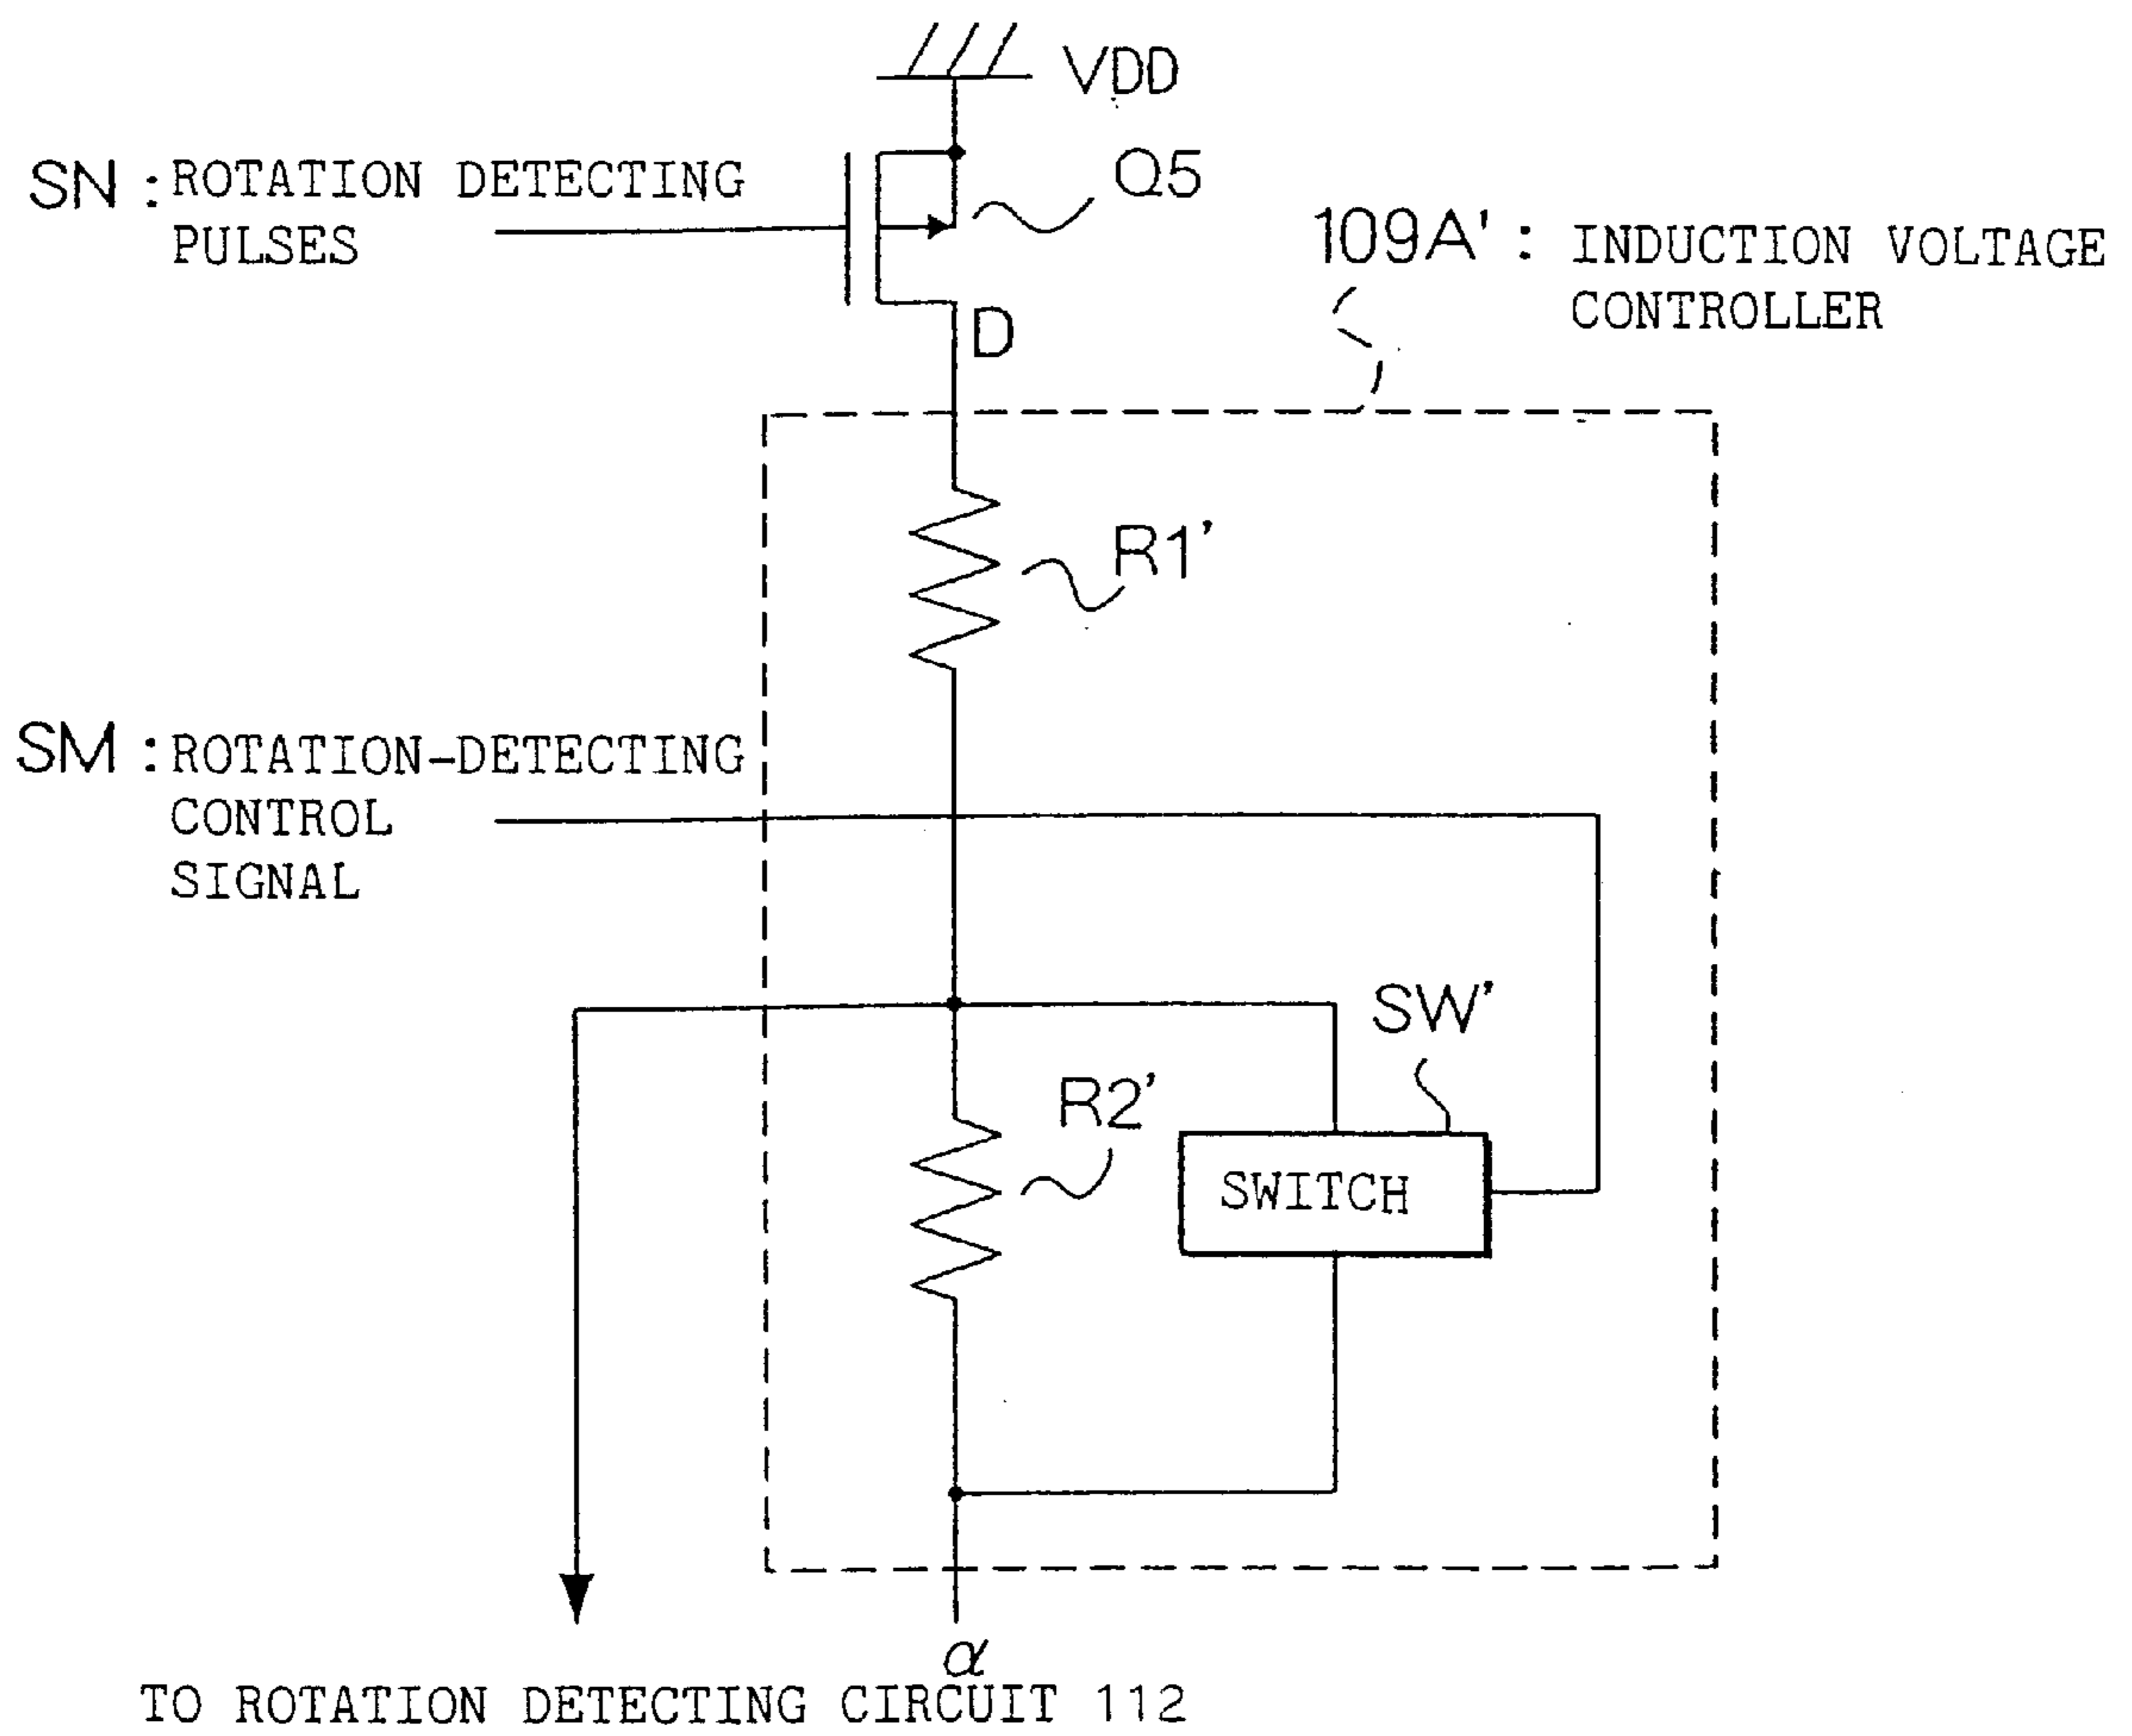 VDD
Q5
SN : ROTATION DETECTING
PULSES
109A' : INDUCTION VOLTAGE
CONTROLLER
D
R1'
SM : ROTATION-DETECTING
CONTROL
SIGNAL
SW'
R2'
SWITCH
α
TO ROTATION DETECTING CIRCUIT 112